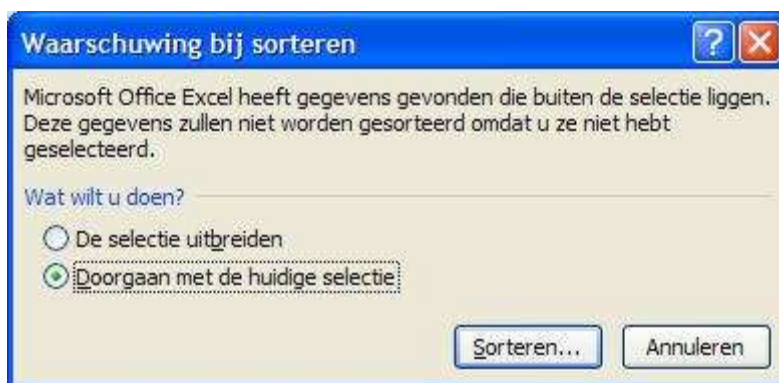 Waarschuwing bij sorteren
Microsoft Office Excel heeft gegevens gevonden die buiten de selectie liggen.
Deze gegevens zullen niet worden gesorteerd omdat u ze niet hebt
geselecteerd.
Wat wilt u doen?
De selectie uitbreiden
Doorgaan met de huidige selectie
Sorteren... Annuleren